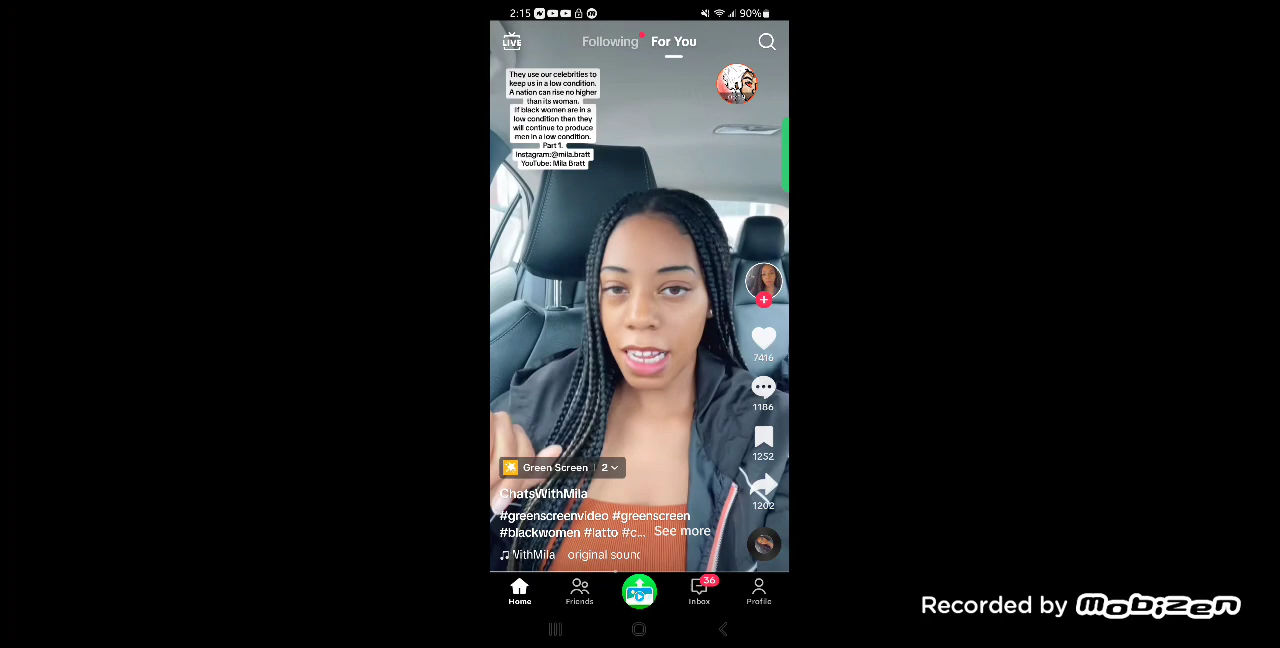 2:15
90%
LIVE
Following
For You
They use our celebrities to
keep us in a low condition.
A nation can rise no higher
than its woman.
If black women are in a
low condition then they
will continue to produce
men in a low condition.
Part 1.
Instagram:@mila.bratt
YouTube: Mila Bratt
7416
1186
1252
1202
Green Screen | 2
ChatsWithMila
#greenscreenvideo #greenscreen
#blackwomen #latto #c... See more
WithMila original soun
36
Home
Friends
Inbox
Profile
Recorded by MOBIZEN